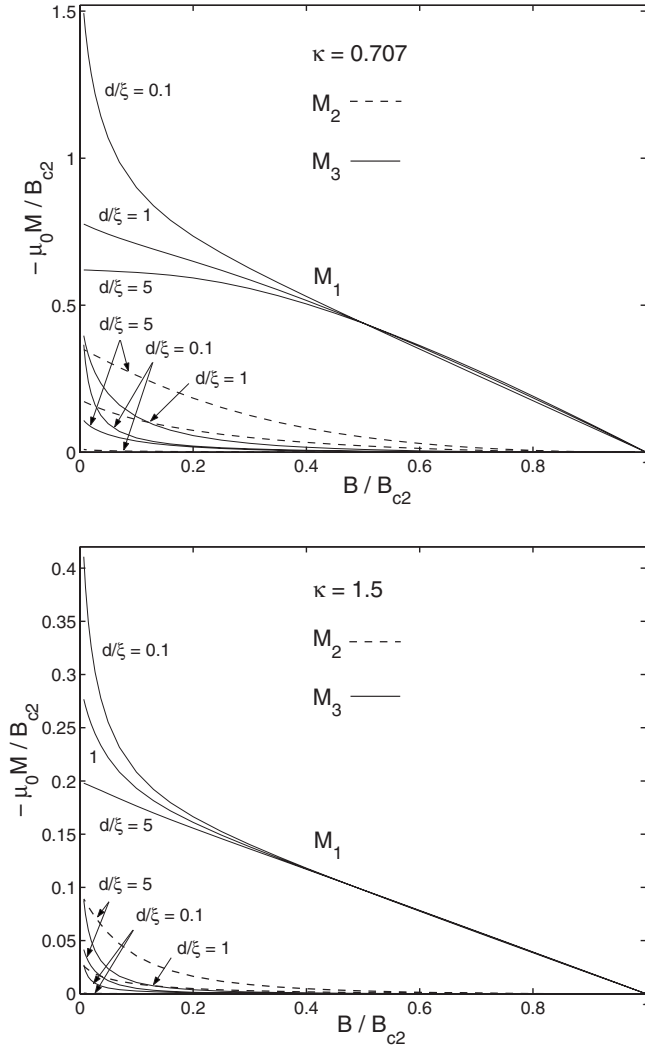 1.5
κ = 0.707
d/ξ = 0.1
M2
M3
1
− μ0M / Bc2
d/ξ = 1
M1
0.5
d/ξ = 5
d/ξ = 5
d/ξ = 0.1
d/ξ = 1
0
0 0.2 0.4 0.6 0.8 1
B / Bc2
0.4
κ = 1.5
0.35
M2
d/ξ = 0.1
0.3
M3
0.25
− μ0M / Bc2
1
0.2
0.15
d/ξ = 5
M1
0.1
d/ξ = 5
d/ξ = 0.1
0.05
d/ξ = 1
0
0 0.2 0.4 0.6 0.8 1
B / Bc2